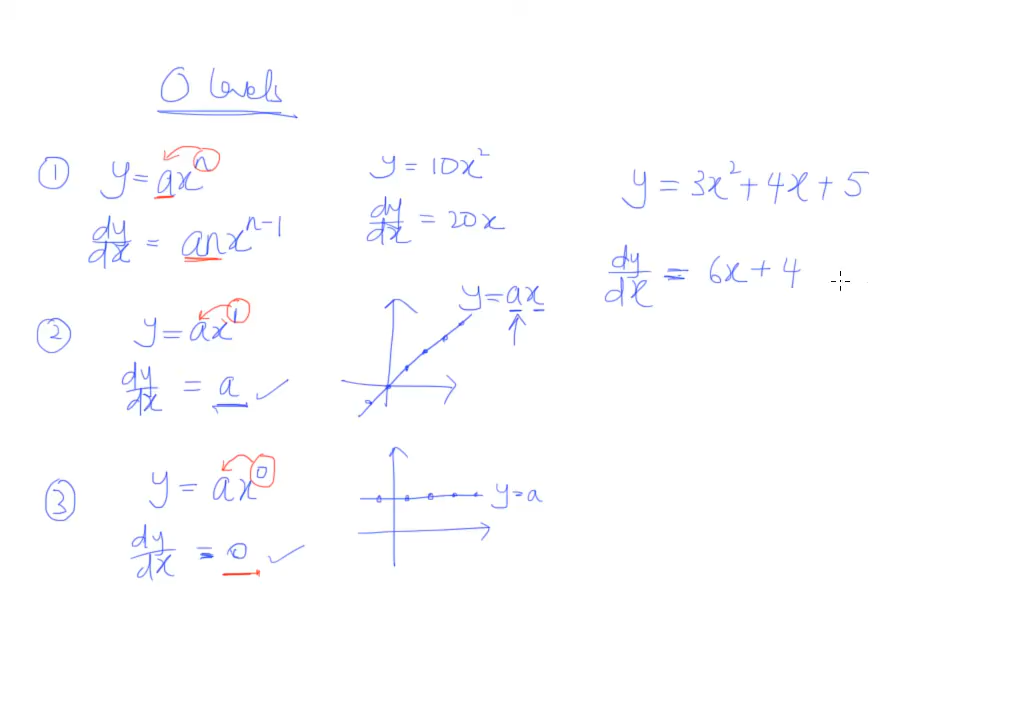 O levels
① y = ax^n
dy/dx = anx^(n-1)
y = 10x²
dy/dx = 20x
② y = ax^1
dy/dx = a ✓
y = ax
③ y = ax^0
dy/dx = 0 ✓
y = a
y = 3x² + 4x + 5
dy/dx = 6x + 4